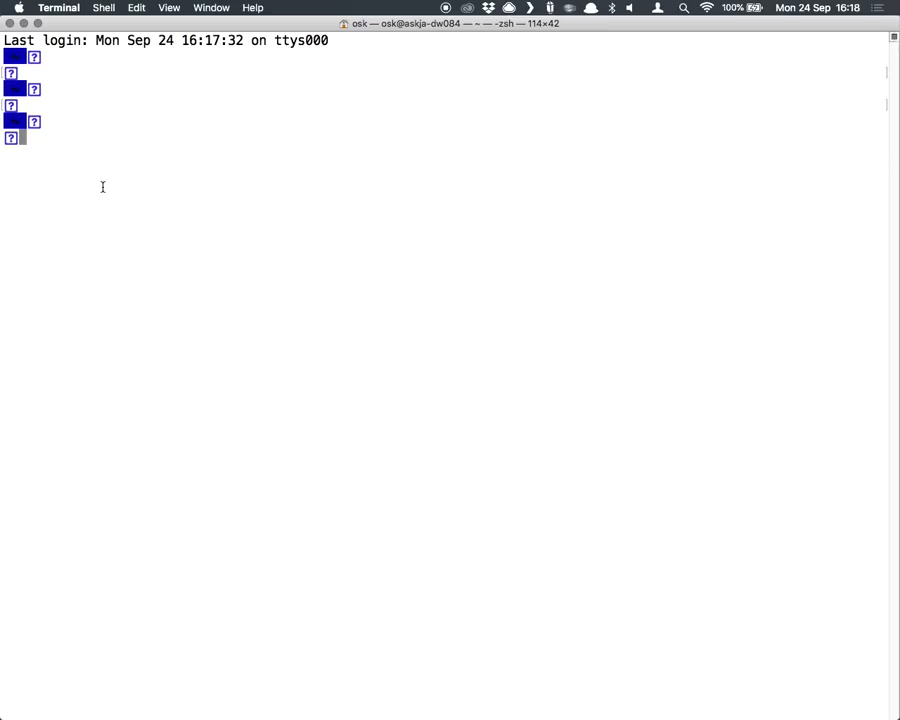 Terminal Shell Edit View Window Help 100% Mon 24 Sep 16:18
osk — osk@askja-dw084 — ~ — -zsh — 114×42
Last login: Mon Sep 24 16:17:32 on ttys000
~ ?
?
~ ?
?
~ ?
?